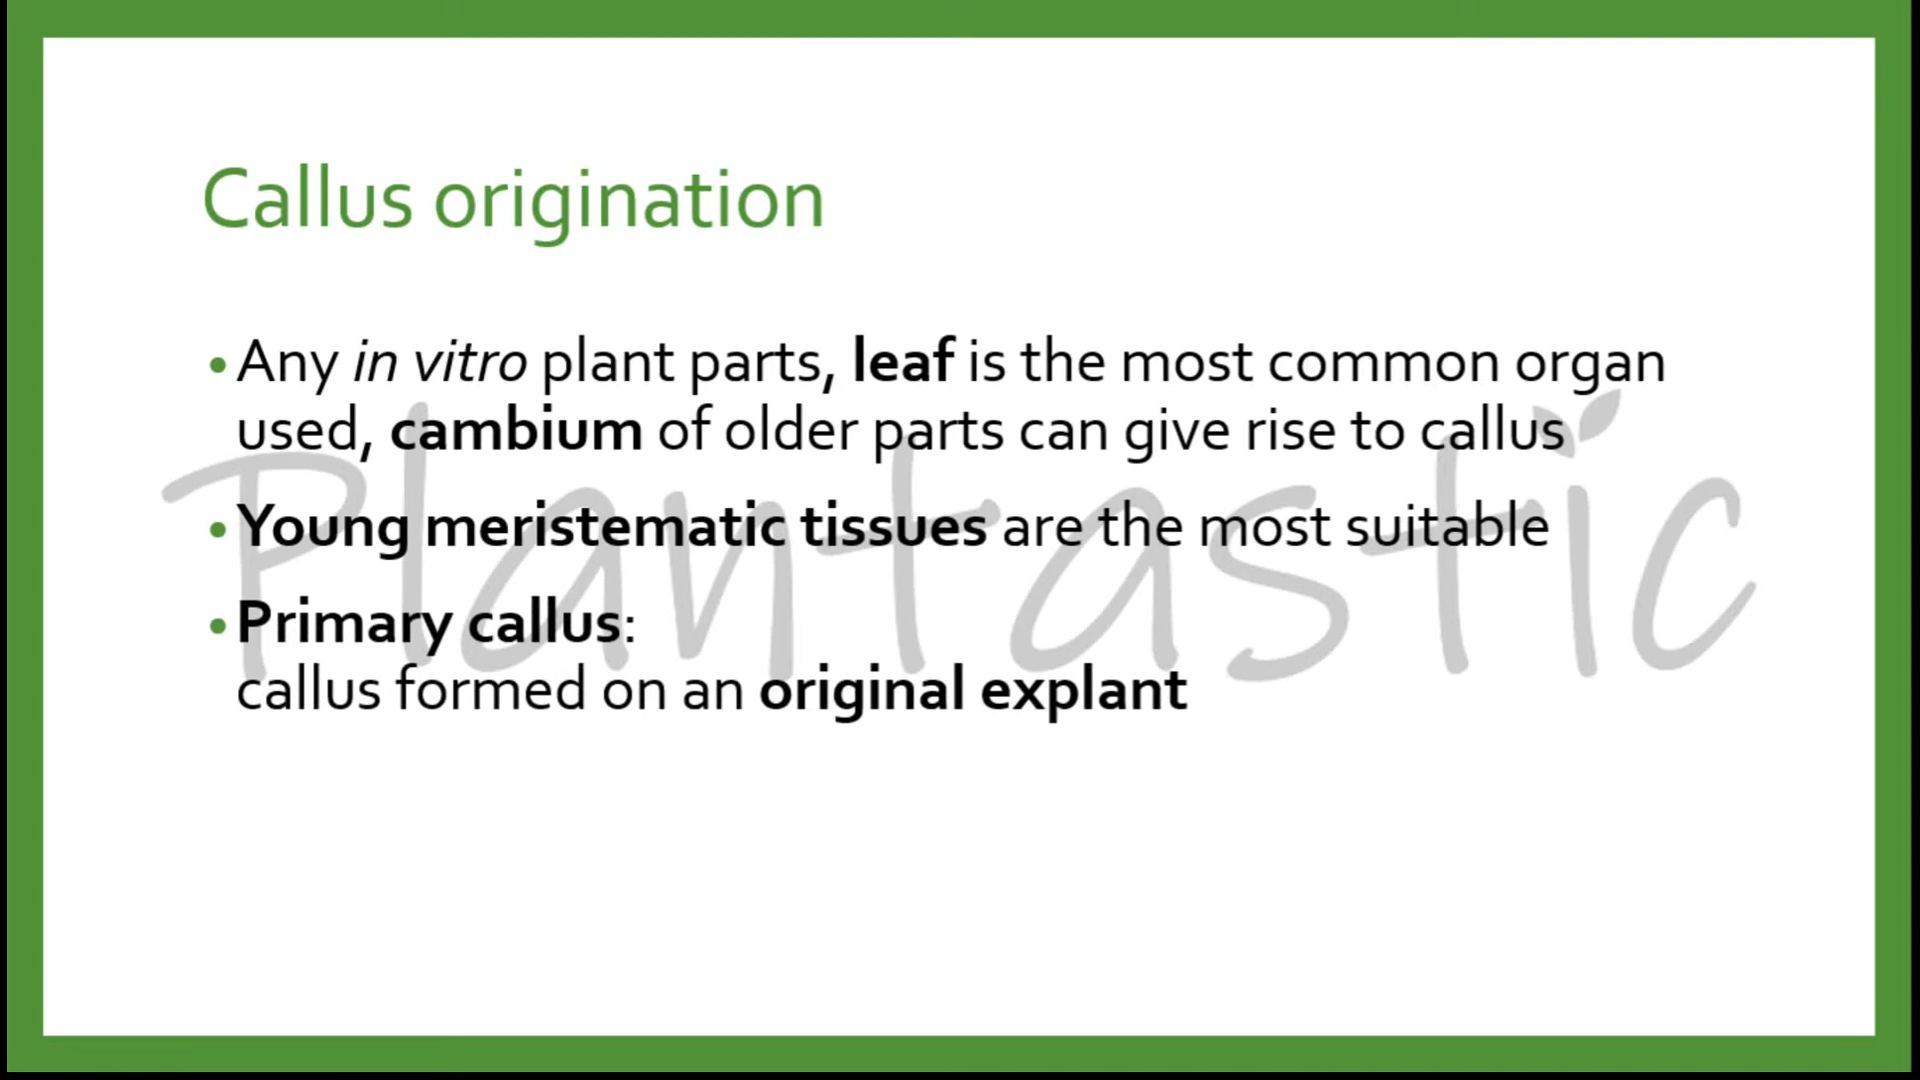 Callus origination
•Any in vitro plant parts, leaf is the most common organ
used, cambium of older parts can give rise to callus
•Young meristematic tissues are the most suitable
•Primary callus:
callus formed on an original explant
Plantastic